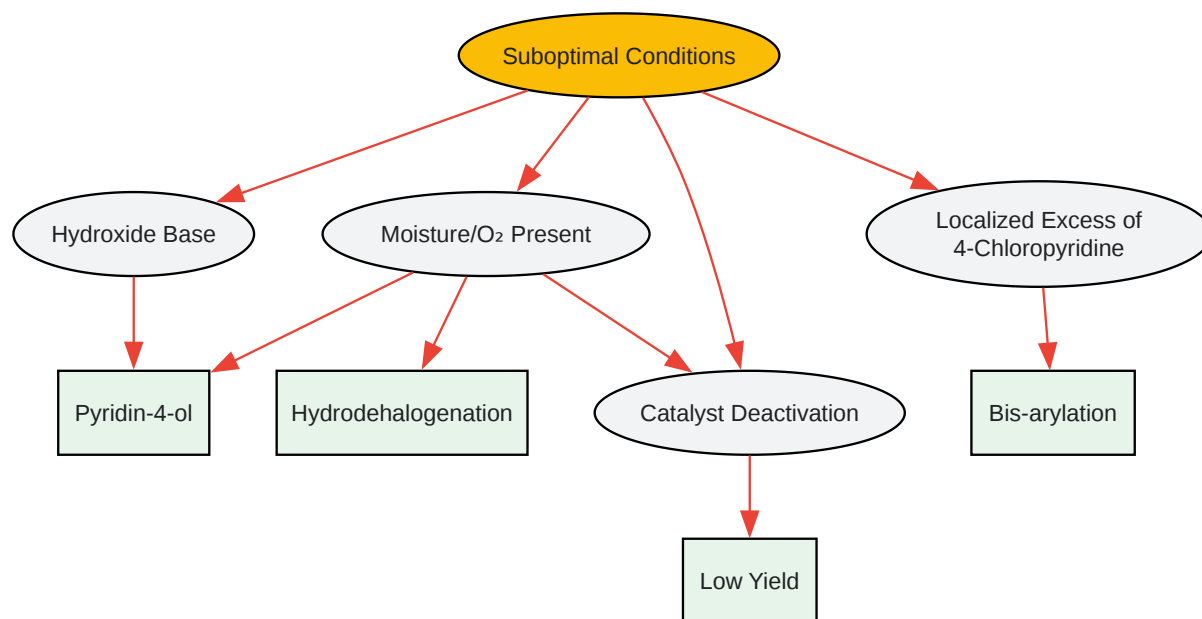 Suboptimal Conditions
Hydroxide Base
Moisture/O₂ Present
Localized Excess of
4-Chloropyridine
Pyridin-4-ol
Hydrodehalogenation
Catalyst Deactivation
Bis-arylation
Low Yield